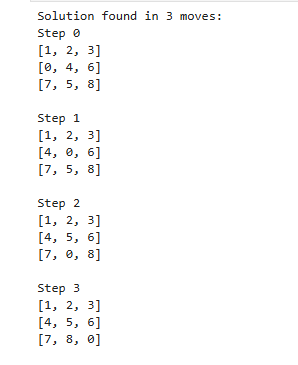 Solution found in 3 moves:
Step 0
[1, 2, 3]
[0, 4, 6]
[7, 5, 8]
Step 1
[1, 2, 3]
[4, 0, 6]
[7, 5, 8]
Step 2
[1, 2, 3]
[4, 5, 6]
[7, 0, 8]
Step 3
[1, 2, 3]
[4, 5, 6]
[7, 8, 0]